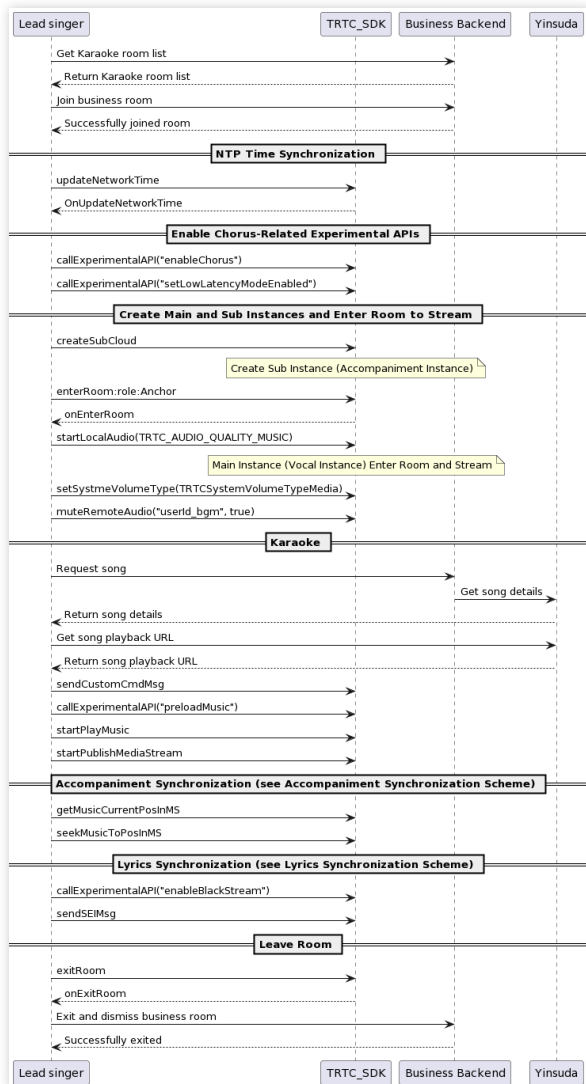 Lead singer
TRTC_SDK
Business Backend
Yinsuda
Get Karaoke room list
Return Karaoke room list
Join business room
Successfully joined room
NTP Time Synchronization
updateNetworkTime
OnUpdateNetworkTime
Enable Chorus-Related Experimental APIs
callExperimentalAPI("enableChorus")
callExperimentalAPI("setLowLatencyModeEnabled")
Create Main and Sub Instances and Enter Room to Stream
createSubCloud
Create Sub Instance (Accompaniment Instance)
enterRoom:role:Anchor
onEnterRoom
startLocalAudio(TRTC_AUDIO_QUALITY_MUSIC)
Main Instance (Vocal Instance) Enter Room and Stream
setSystmeVolumeType(TRTCSystemVolumeTypeMedia)
muteRemoteAudio("userId_bgm", true)
Karaoke
Request song
Get song details
Return song details
Get song playback URL
Return song playback URL
sendCustomCmdMsg
callExperimentalAPI("preloadMusic")
startPlayMusic
startPublishMediaStream
Accompaniment Synchronization (see Accompaniment Synchronization Scheme)
getMusicCurrentPosInMS
seekMusicToPosInMS
Lyrics Synchronization (see Lyrics Synchronization Scheme)
callExperimentalAPI("enableBlackStream")
sendSEIMsg
Leave Room
exitRoom
onExitRoom
Exit and dismiss business room
Successfully exited
Lead singer
TRTC_SDK
Business Backend
Yinsuda